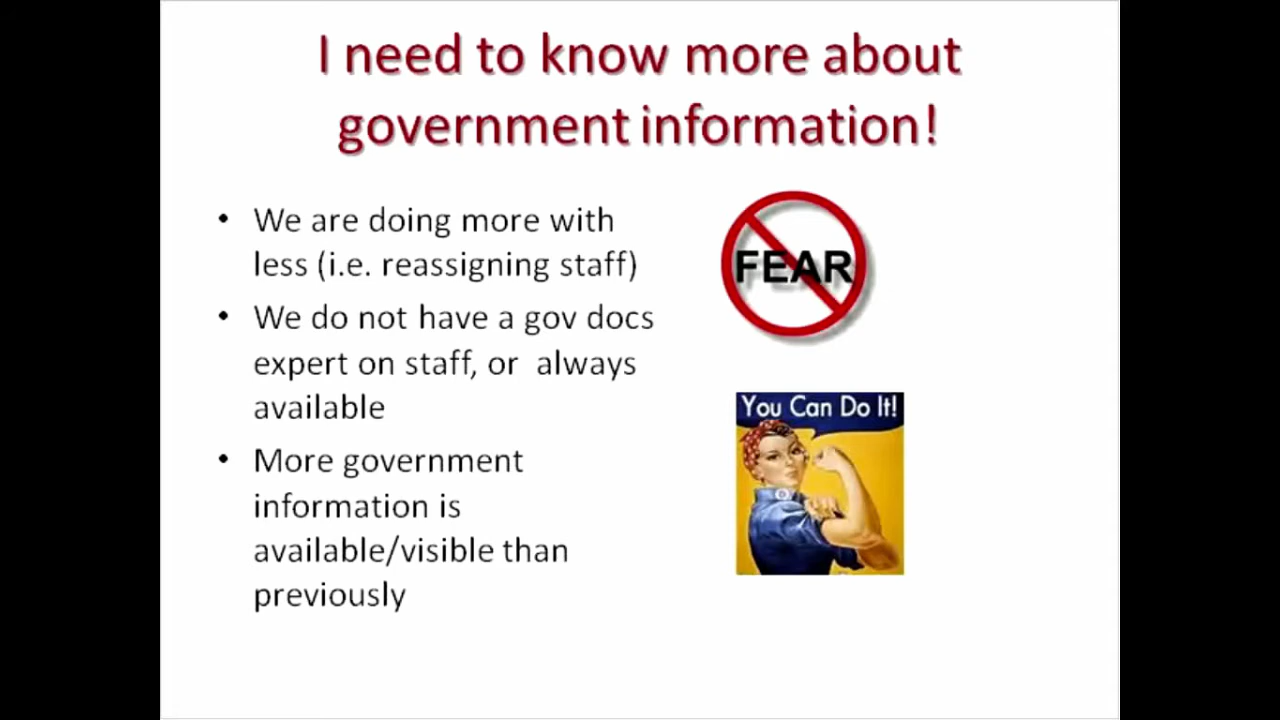 I need to know more about
government information!
• We are doing more with
less (i.e. reassigning staff)
• We do not have a gov docs
expert on staff, or  always
available
• More government
information is
available/visible than
previously
FEAR
You Can Do It!